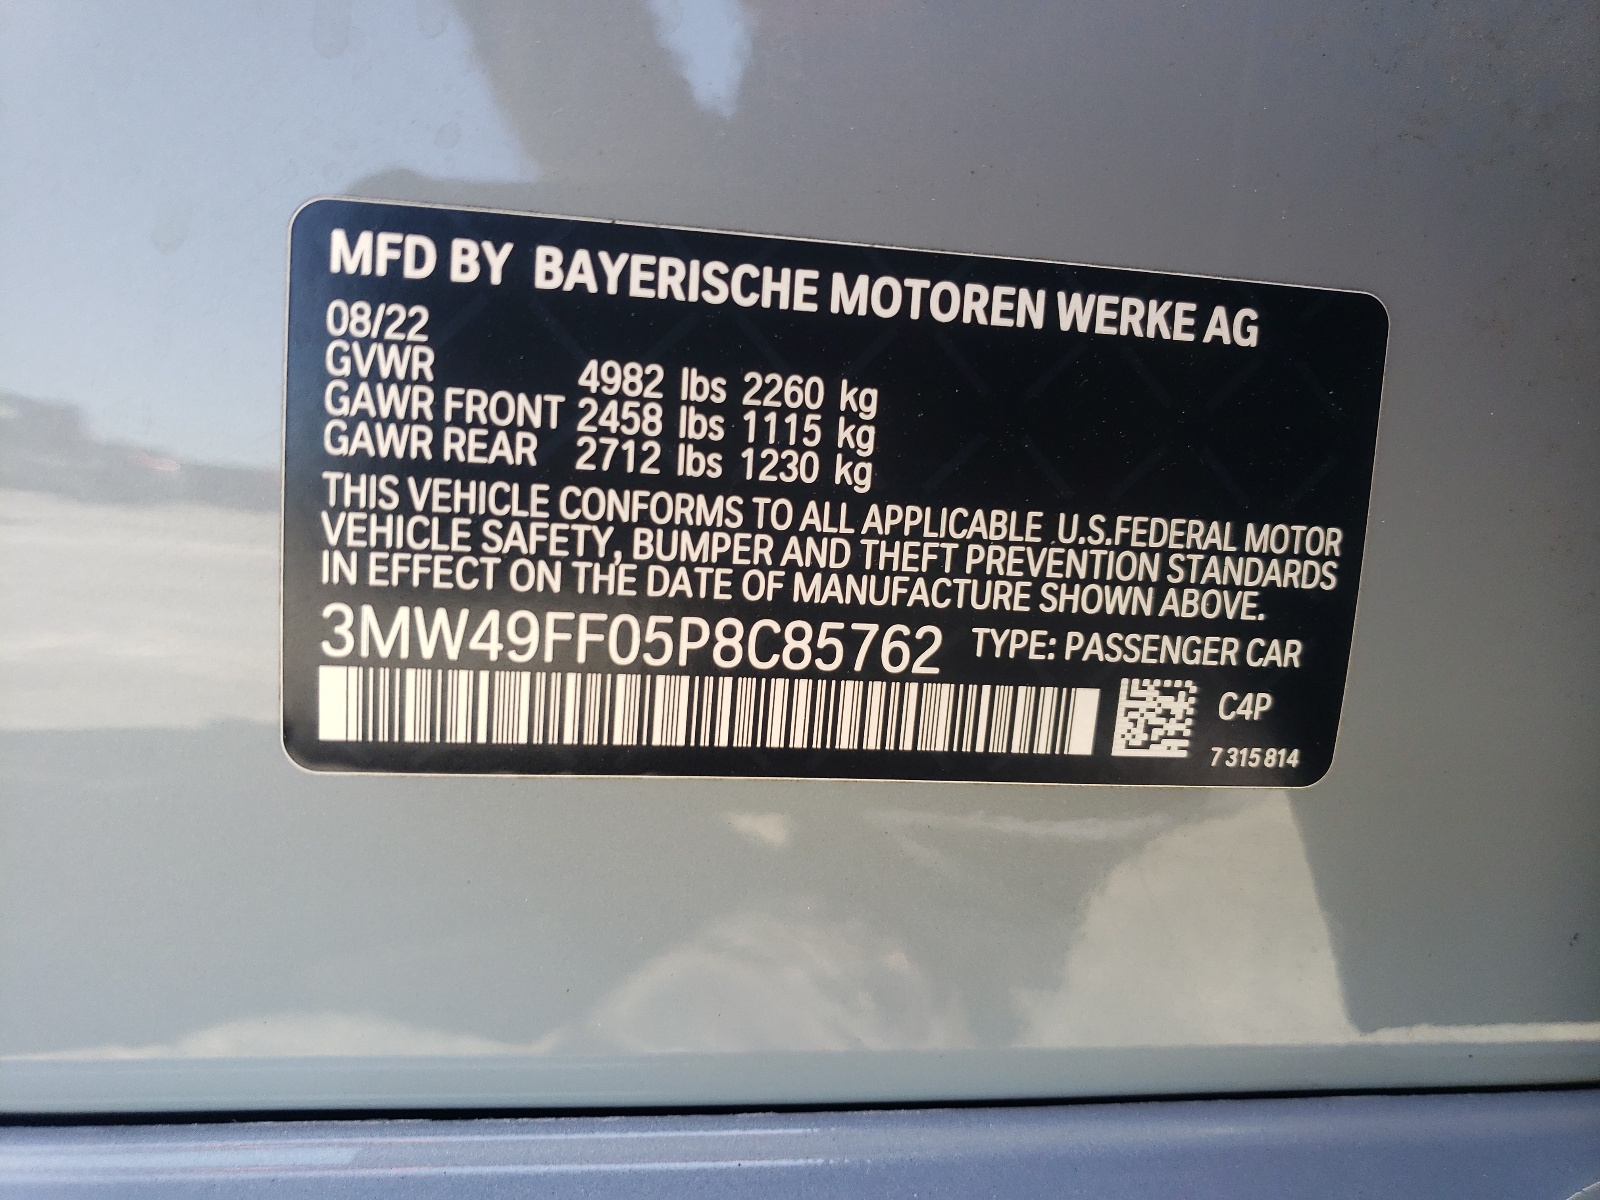 MFD BY BAYERISCHE MOTOREN WERKE AG
08/22
GVWR 4982 lbs 2260 kg
GAWR FRONT 2458 lbs 1115 kg
GAWR REAR 2712 lbs 1230 kg
THIS VEHICLE CONFORMS TO ALL APPLICABLE U.S.FEDERAL MOTOR
VEHICLE SAFETY, BUMPER AND THEFT PREVENTION STANDARDS
IN EFFECT ON THE DATE OF MANUFACTURE SHOWN ABOVE.
3MW49FF05P8C85762 TYPE: PASSENGER CAR
C4P
7 315 814